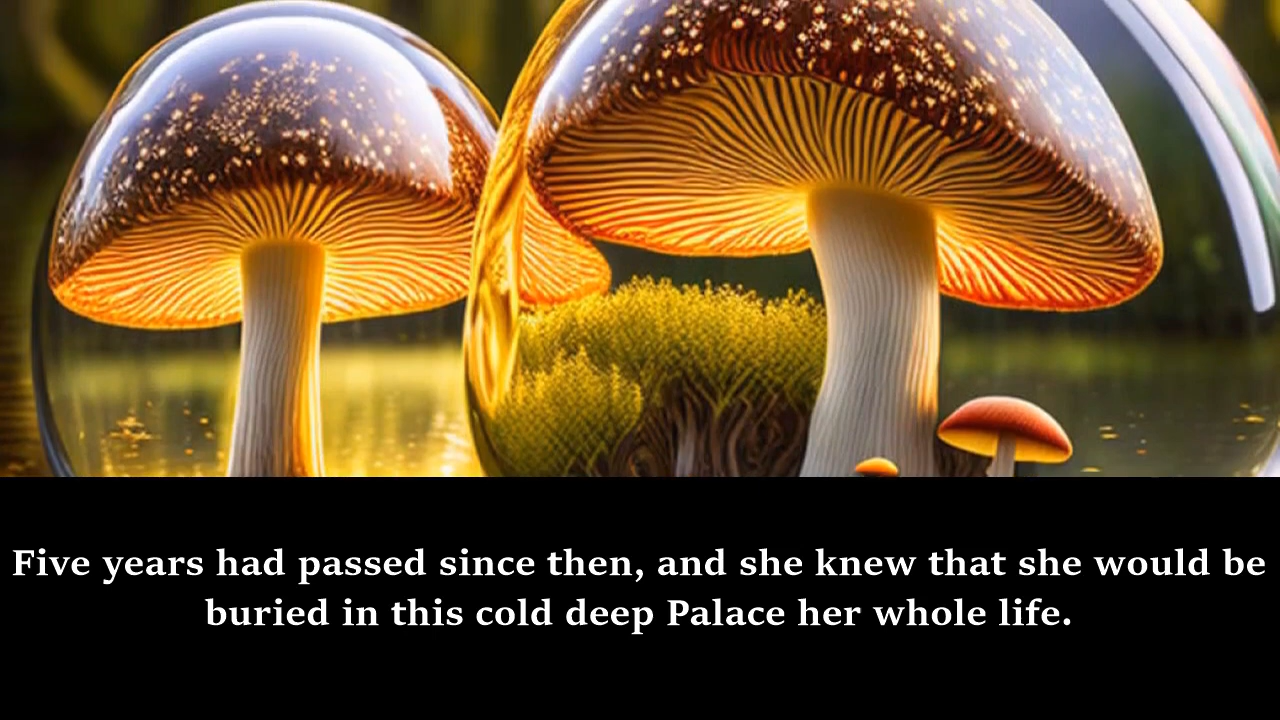 Five years had passed since then, and she knew that she would be
buried in this cold deep Palace her whole life.